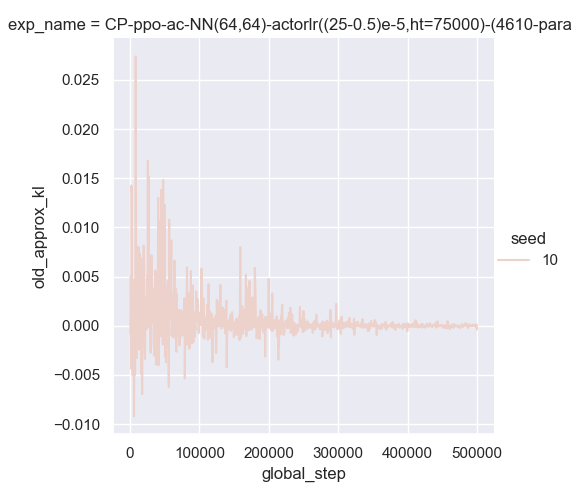 exp_name = CP-ppo-ac-NN(64,64)-actorlr((25-0.5)e-5,ht=75000)-(4610-para
0.025
0.020
0.015
0.010
0.005
0.000
−0.005
−0.010
old_approx_kl
0 100000 200000 300000 400000 500000
global_step
seed
10